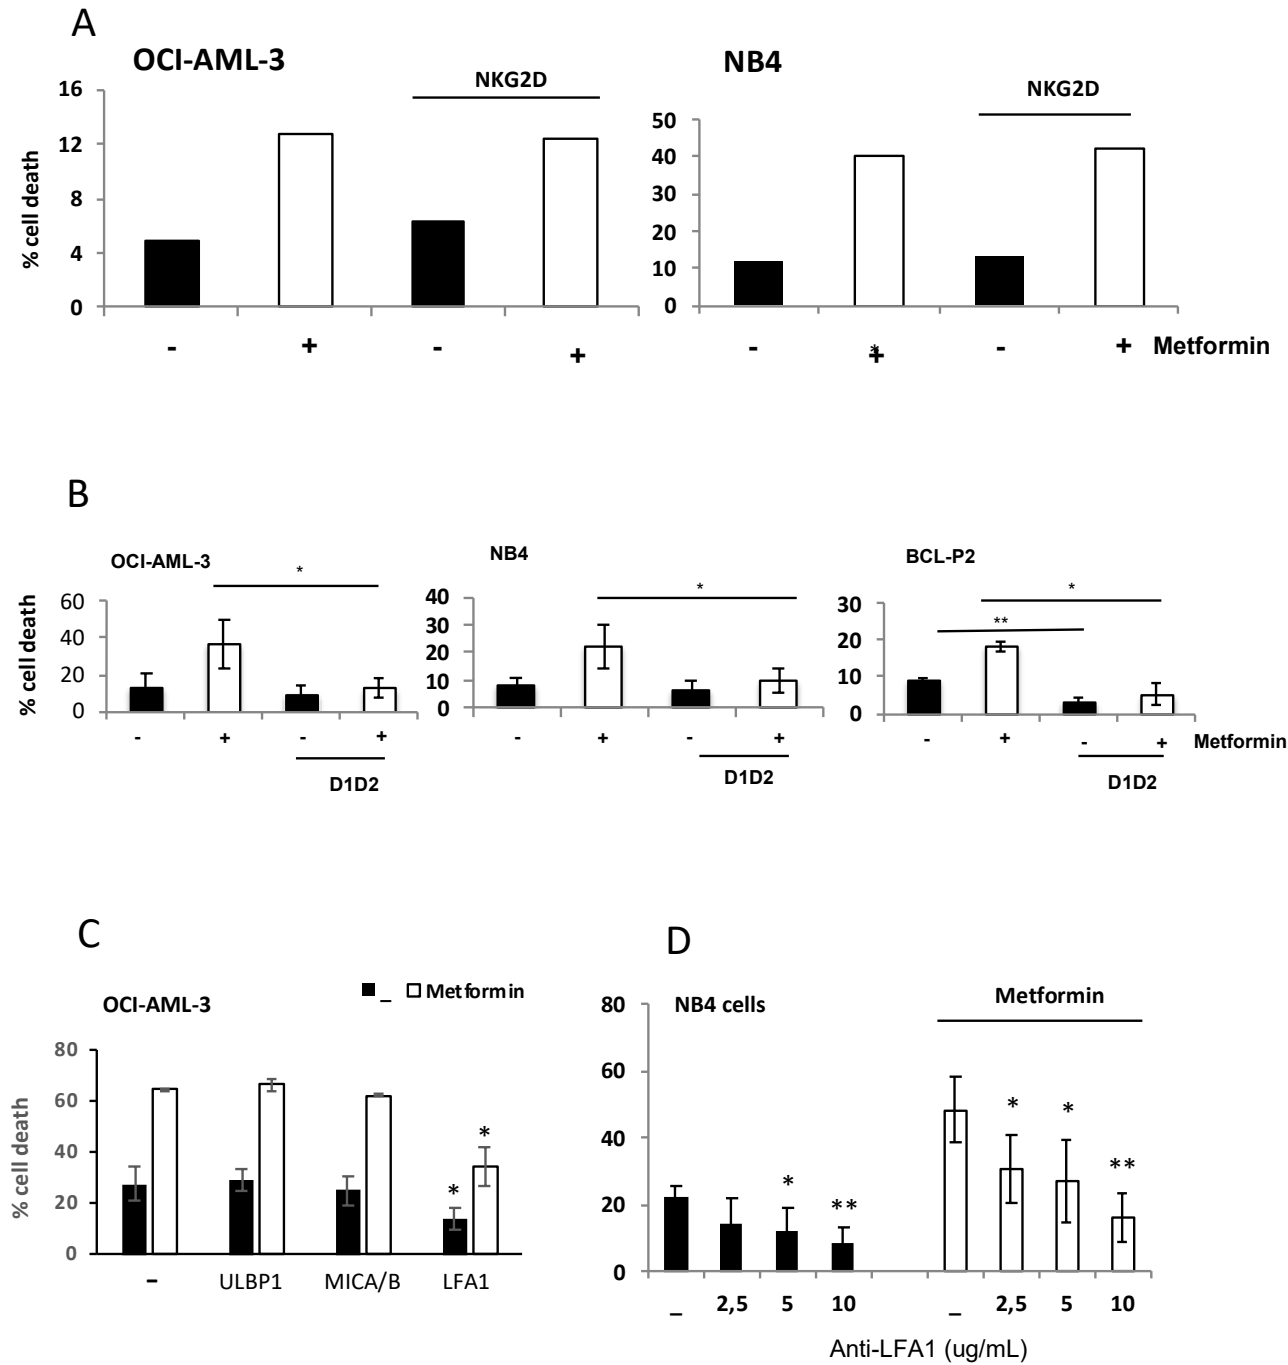 A
OCI-AML-3
NKG2D
16
12
8
4
0
% cell death
- + - +
NB4
NKG2D
50
40
30
20
10
0
- * + - + Metformin
B
OCI-AML-3
*
60
40
20
0
% cell death
- + - +
D1D2
NB4
*
40
30
20
10
0
- + - +
D1D2
BCL-P2
*
**
30
20
10
0
- + - + Metformin
D1D2
C
_ Metformin
OCI-AML-3
80
60
40
20
0
% cell death
* *
– ULBP1 MICA/B LFA1
D
NB4 cells
Metformin
80
60
40
20
0
* ** * * **
_ 2,5 5 10 _ 2,5 5 10
Anti-LFA1 (ug/mL)